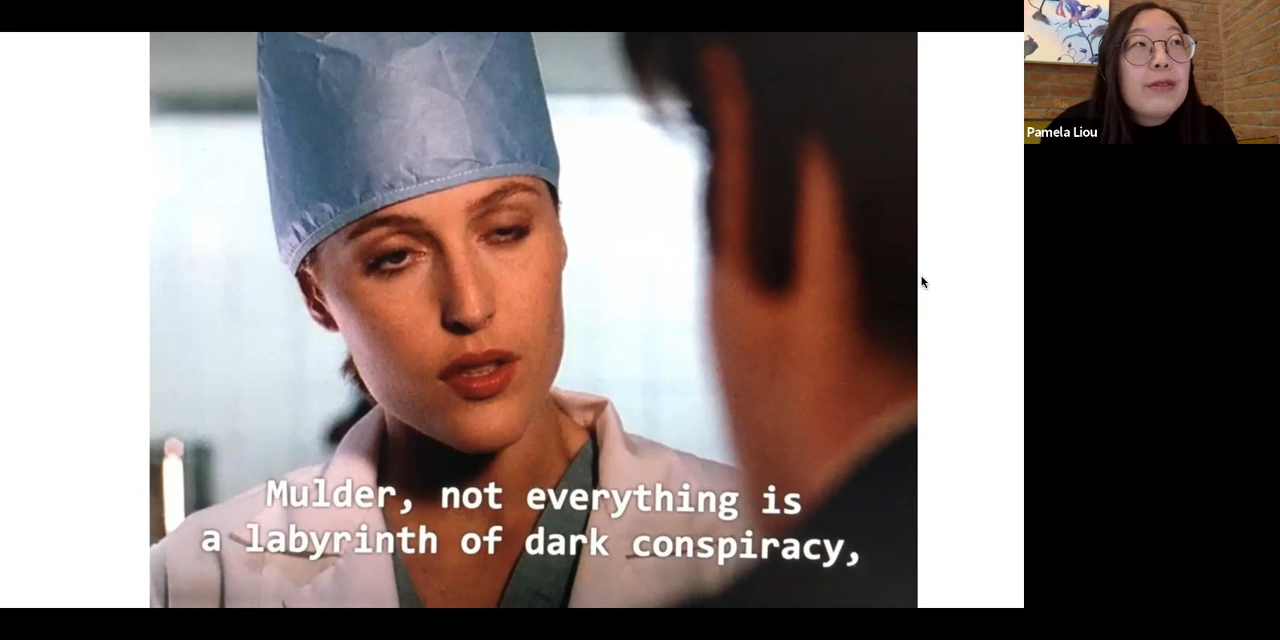 Mulder, not everything is
a labyrinth of dark conspiracy,
Pamela Liou